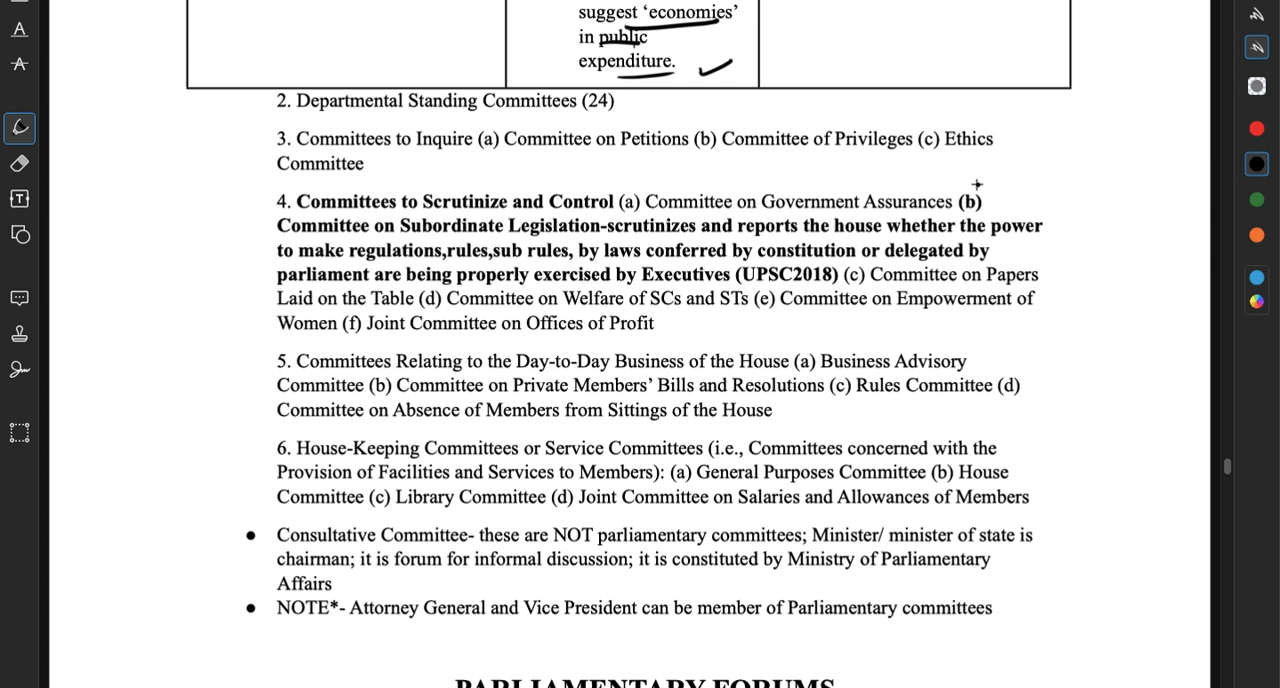 suggest ‘economies’
in public
expenditure.
2. Departmental Standing Committees (24)
3. Committees to Inquire (a) Committee on Petitions (b) Committee of Privileges (c) Ethics
Committee
4. Committees to Scrutinize and Control (a) Committee on Government Assurances (b)
Committee on Subordinate Legislation-scrutinizes and reports the house whether the power
to make regulations,rules,sub rules, by laws conferred by constitution or delegated by
parliament are being properly exercised by Executives (UPSC2018) (c) Committee on Papers
Laid on the Table (d) Committee on Welfare of SCs and STs (e) Committee on Empowerment of
Women (f) Joint Committee on Offices of Profit
5. Committees Relating to the Day-to-Day Business of the House (a) Business Advisory
Committee (b) Committee on Private Members’ Bills and Resolutions (c) Rules Committee (d)
Committee on Absence of Members from Sittings of the House
6. House-Keeping Committees or Service Committees (i.e., Committees concerned with the
Provision of Facilities and Services to Members): (a) General Purposes Committee (b) House
Committee (c) Library Committee (d) Joint Committee on Salaries and Allowances of Members
● Consultative Committee- these are NOT parliamentary committees; Minister/ minister of state is
chairman; it is forum for informal discussion; it is constituted by Ministry of Parliamentary
Affairs
● NOTE*- Attorney General and Vice President can be member of Parliamentary committees
PARLIAMENTARY FORUMS